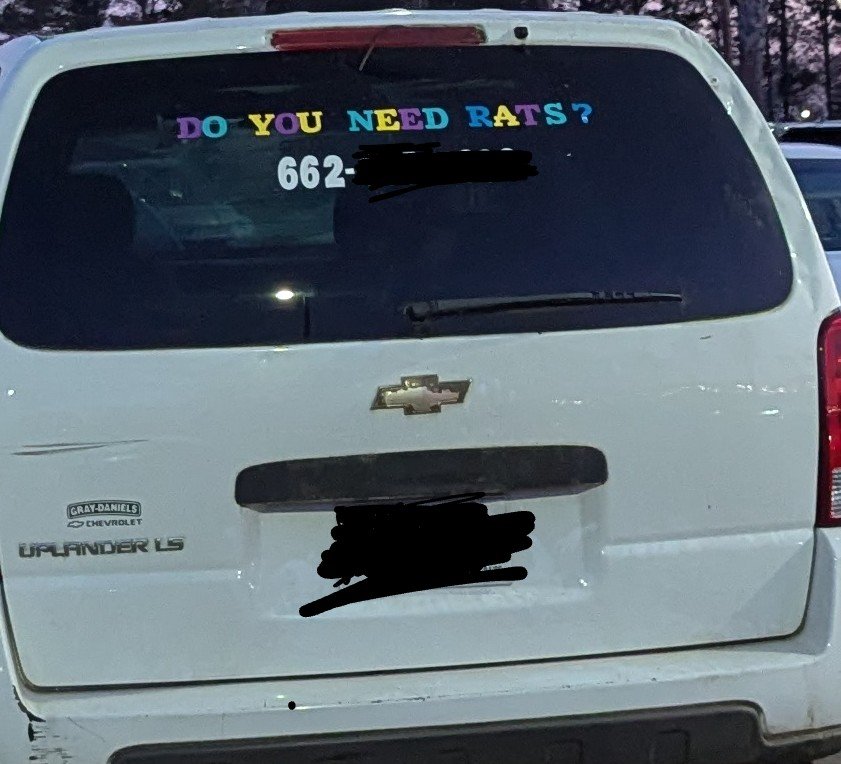 DO YOU NEED RATS?
662-
GRAY-DANIELS
CHEVROLET
UPLANDER LS